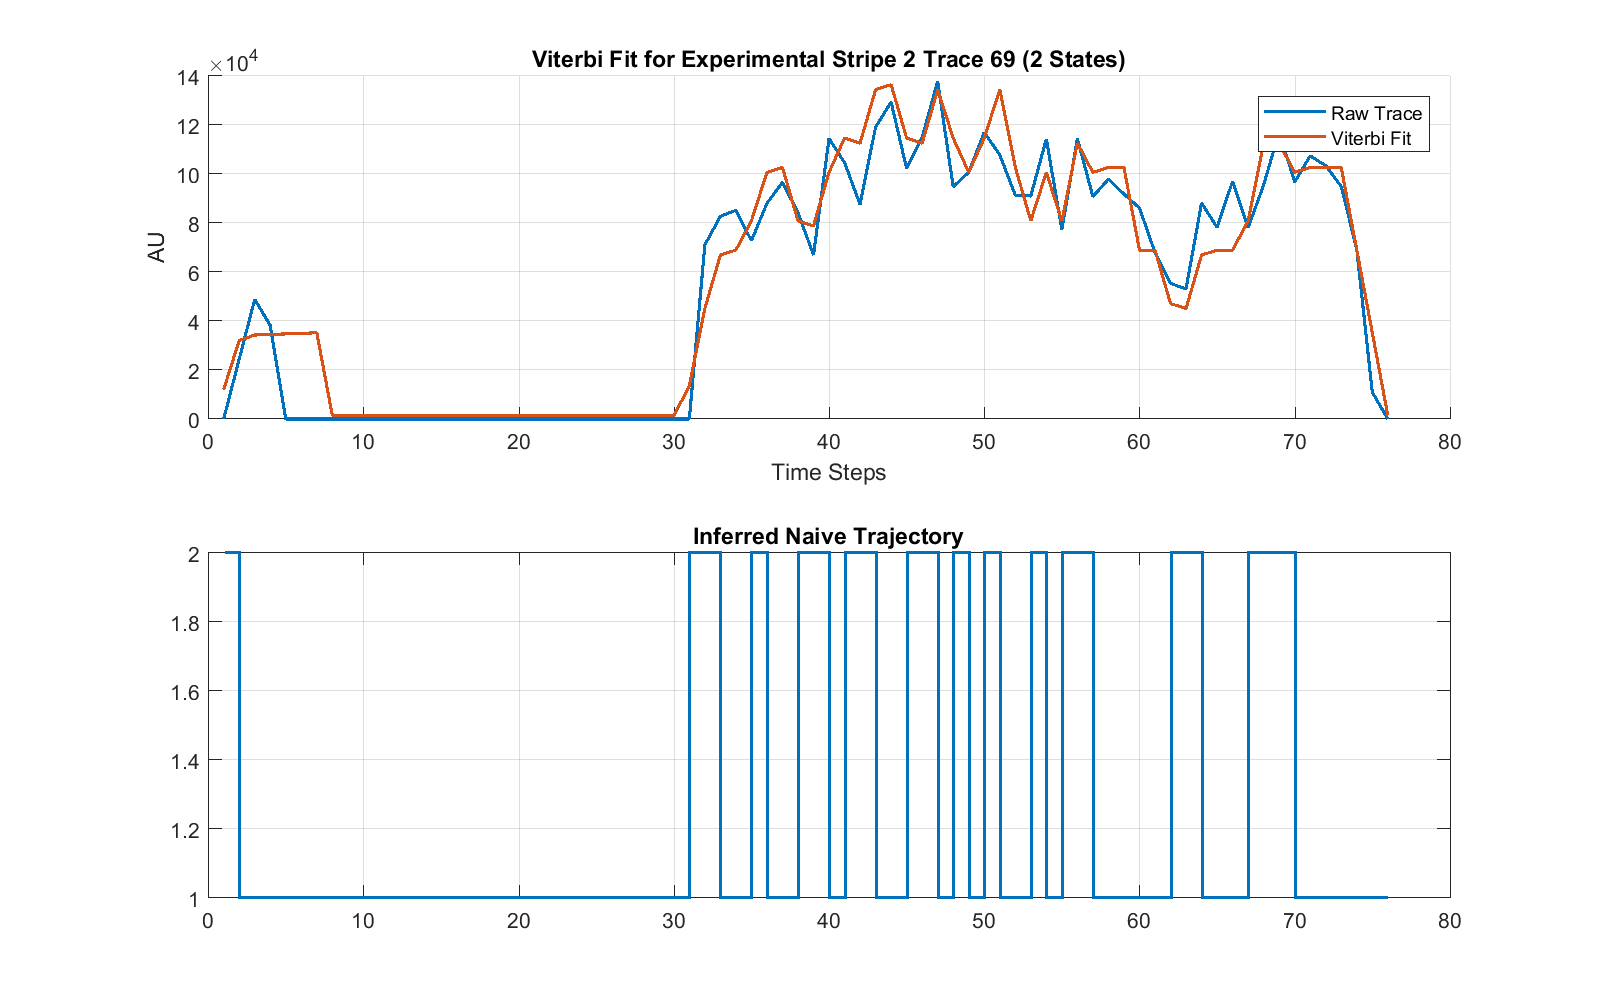 Viterbi Fit for Experimental Stripe 2 Trace 69 (2 States)
×10^4
14
12
10
8
6
4
2
0
AU
Raw Trace
Viterbi Fit
0 10 20 30 40 50 60 70 80
Time Steps
Inferred Naive Trajectory
2
1.8
1.6
1.4
1.2
1
0 10 20 30 40 50 60 70 80